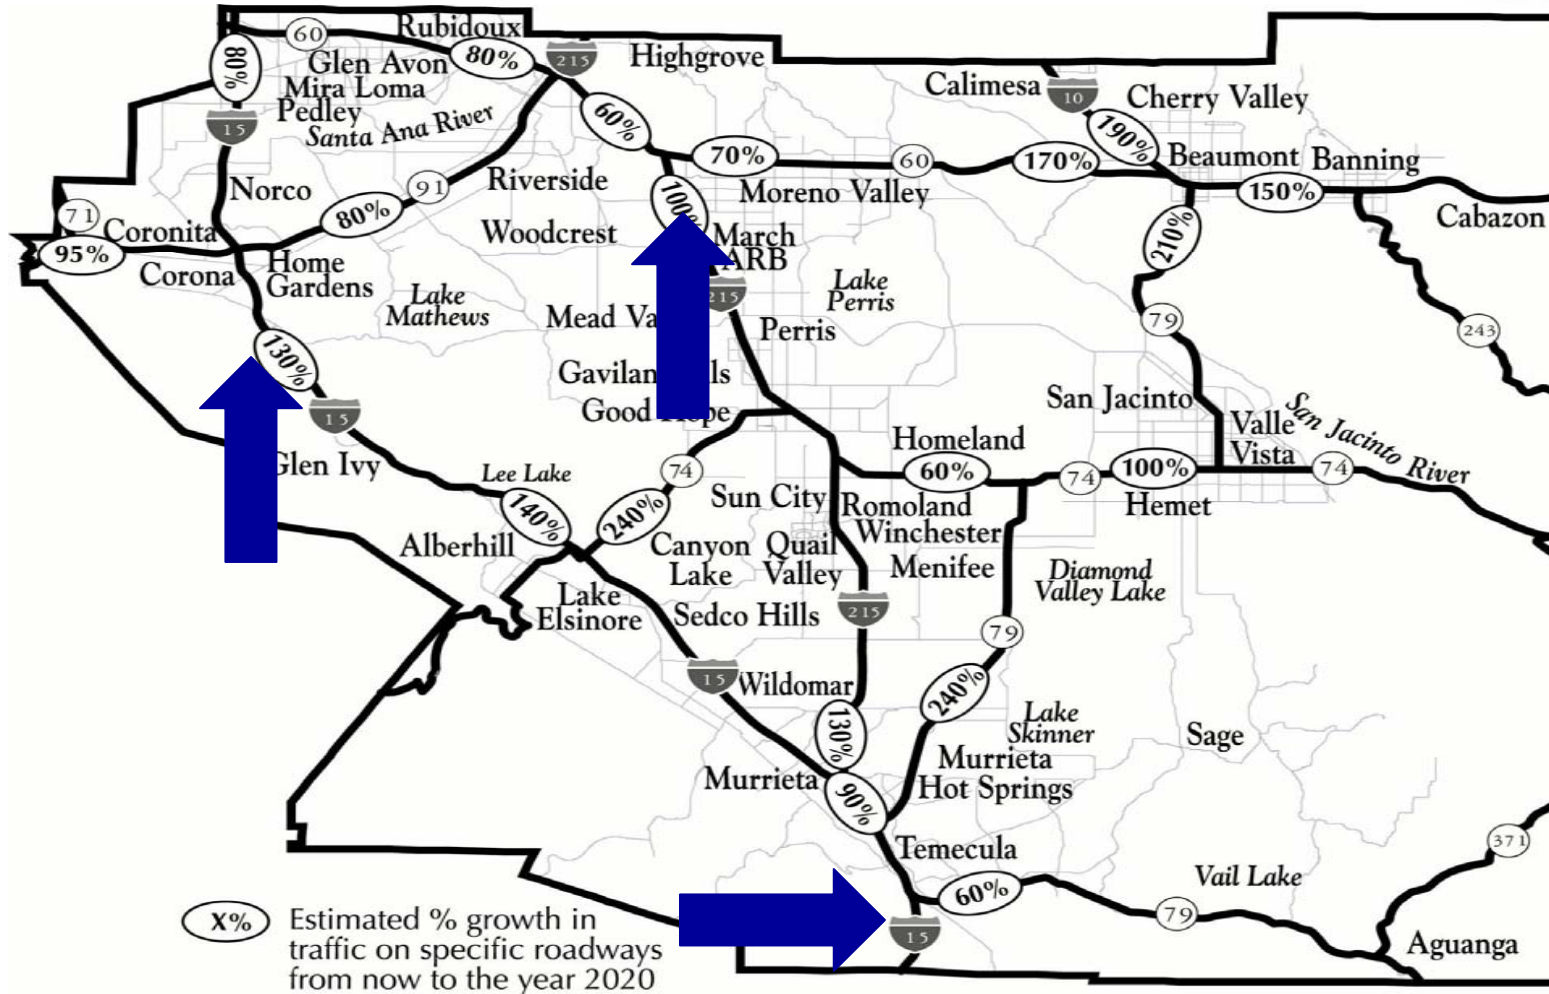 60
Rubidoux
80%
Glen Avon
80%
215
Highgrove
Mira Loma
Pedley
15
Santa Ana River
60%
Calimesa
10
Cherry Valley
190%
70%
60
170%
Beaumont
Banning
150%
Norco
91
Riverside
Moreno Valley
80%
100%
Cabazon
71
Coronita
Woodcrest
March
ARB
210%
95%
Corona
Home
Gardens
Lake
Mathews
215
Lake
Perris
Mead
Perris
79
243
130%
15
San Jacinto
San Jacinto River
Good
Homeland
Valle
Vista
Glen Ivy
Lee Lake
74
60%
74
100%
74
Sun City
Romoland
Hemet
140%
240%
Winchester
Alberhill
Canyon
Lake
Quail
Valley
Menifee
Diamond
Valley Lake
Lake
Elsinore
Sedco Hills
215
79
15
Wildomar
240%
130%
Lake
Skinner
Sage
Murrieta
90%
Murrieta
Hot Springs
Temecula
371
60%
Vail Lake
79
15
Aguanga
X%
Estimated % growth in
traffic on specific roadways
from now to the year 2020